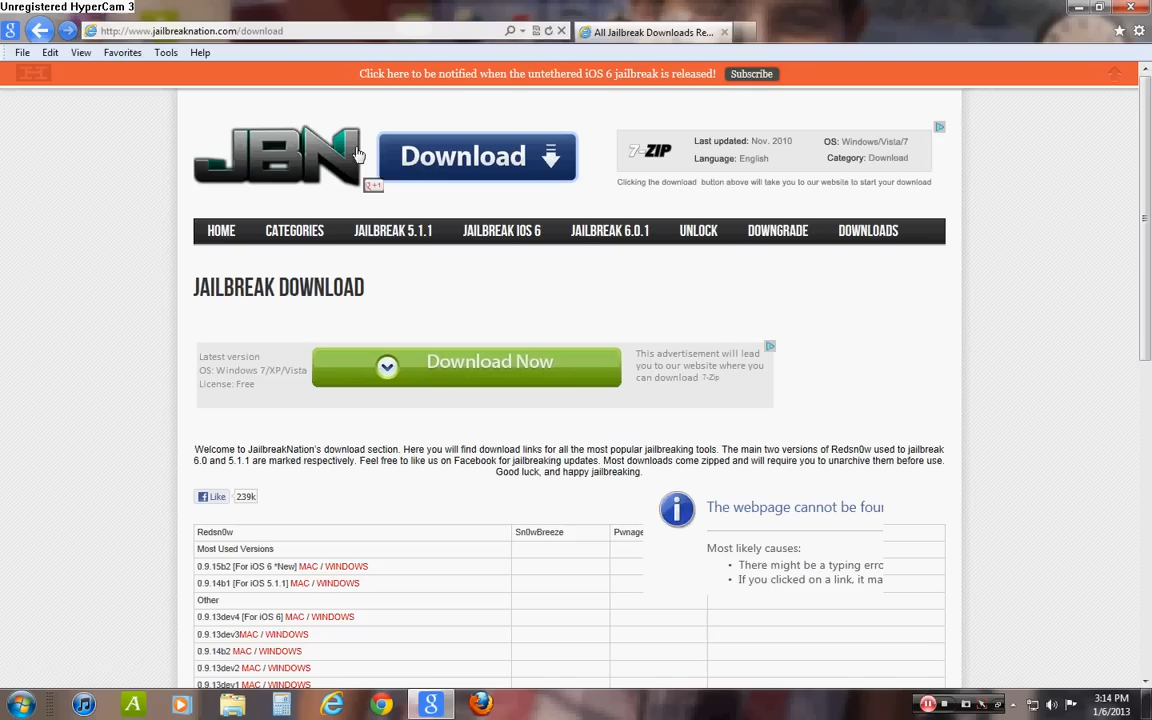 Unregistered HyperCam 3
http://www.jailbreaknation.com/download
All Jailbreak Downloads Re...
File Edit View Favorites Tools Help
Click here to be notified when the untethered iOS 6 jailbreak is released! Subscribe
JBN
Download
7-ZIP
Last updated: Nov. 2010 OS: Windows/Vista/7
Language: English Category: Download
Clicking the download button above will take you to our website to start your download
+1
HOME CATEGORIES JAILBREAK 5.1.1 JAILBREAK IOS 6 JAILBREAK 6.0.1 UNLOCK DOWNGRADE DOWNLOADS
JAILBREAK DOWNLOAD
Latest version
OS: Windows 7/XP/Vista
License: Free
Download Now
This advertisement will lead
you to our website where you
can download 7-Zip
Welcome to JailbreakNation's download section. Here you will find download links for all the most popular jailbreaking tools. The main two versions of Redsn0w used to jailbreak
6.0 and 5.1.1 are marked respectively. Feel free to like us on Facebook for jailbreaking updates. Most downloads come zipped and will require you to unarchive them before use.
Good luck, and happy jailbreaking.
Like 239k
The webpage cannot be four
Most likely causes:
• There might be a typing errc
• If you clicked on a link, it ma
Redsn0w Sn0wBreeze Pwnage
Most Used Versions
0.9.15b2 [For iOS 6 *New] MAC / WINDOWS
0.9.14b1 [For iOS 5.1.1] MAC / WINDOWS
Other
0.9.13dev4 [For iOS 6] MAC / WINDOWS
0.9.13dev3MAC / WINDOWS
0.9.14b2 MAC / WINDOWS
0.9.13dev2 MAC / WINDOWS
0.9.13dev1 MAC / WINDOWS
3:14 PM
1/6/2013